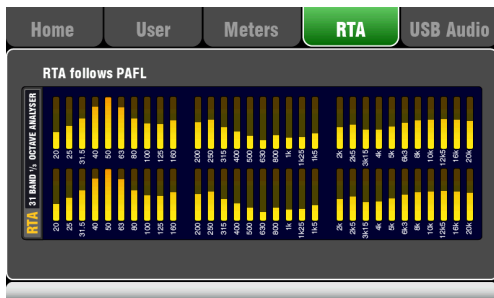 Home User Meters RTA USB Audio
RTA follows PAFL
RTA 31 BAND ⅓ OCTAVE ANALYSER
20 25 31.5 40 50 63 80 100 125 160 200 250 315 400 500 630 800 1k 1k25 1k5 2k 2k5 3k15 4k 5k 6k3 8k 10k 12k5 16k 20k
20 25 31.5 40 50 63 80 100 125 160 200 250 315 400 500 630 800 1k 1k25 1k5 2k 2k5 3k15 4k 5k 6k3 8k 10k 12k5 16k 20k